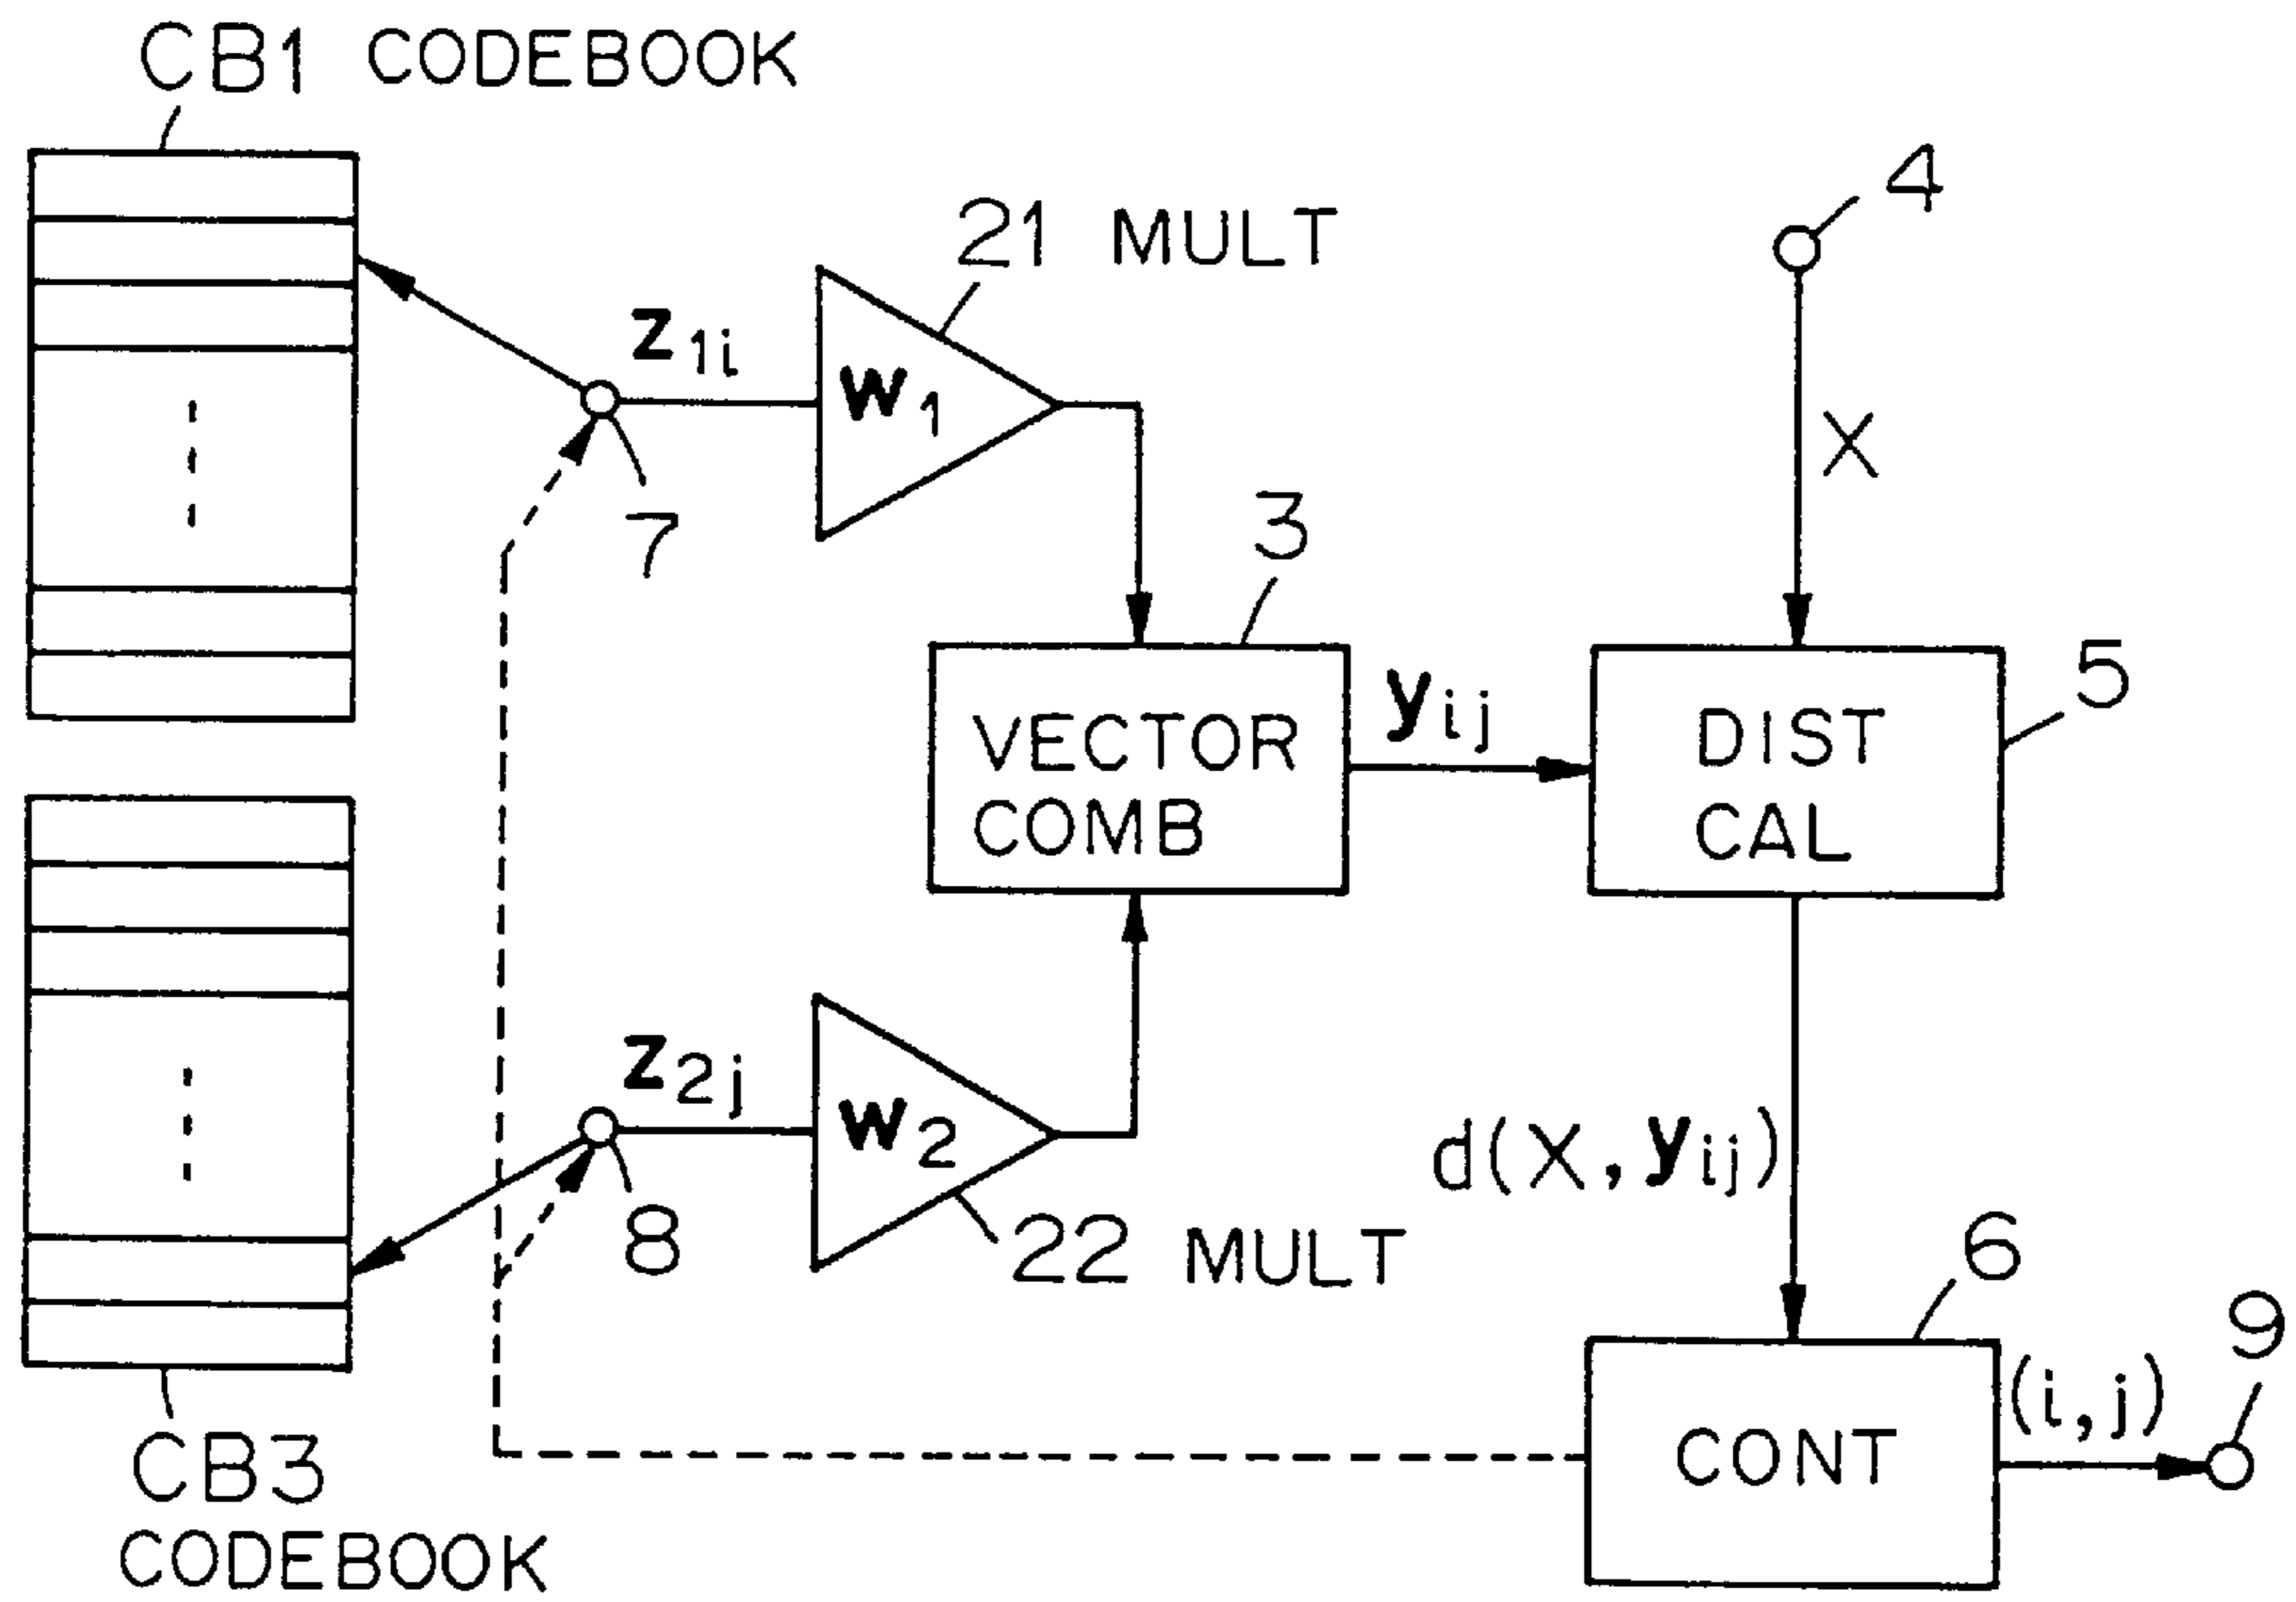 CB1 CODEBOOK
21 MULT
4
z1i
w1
X
7
3
VECTOR
COMB
yij
DIST
CAL
5
z2j
w2
8
22 MULT
d(X, yij)
6
CONT
(i,j)
9
CB3
CODEBOOK